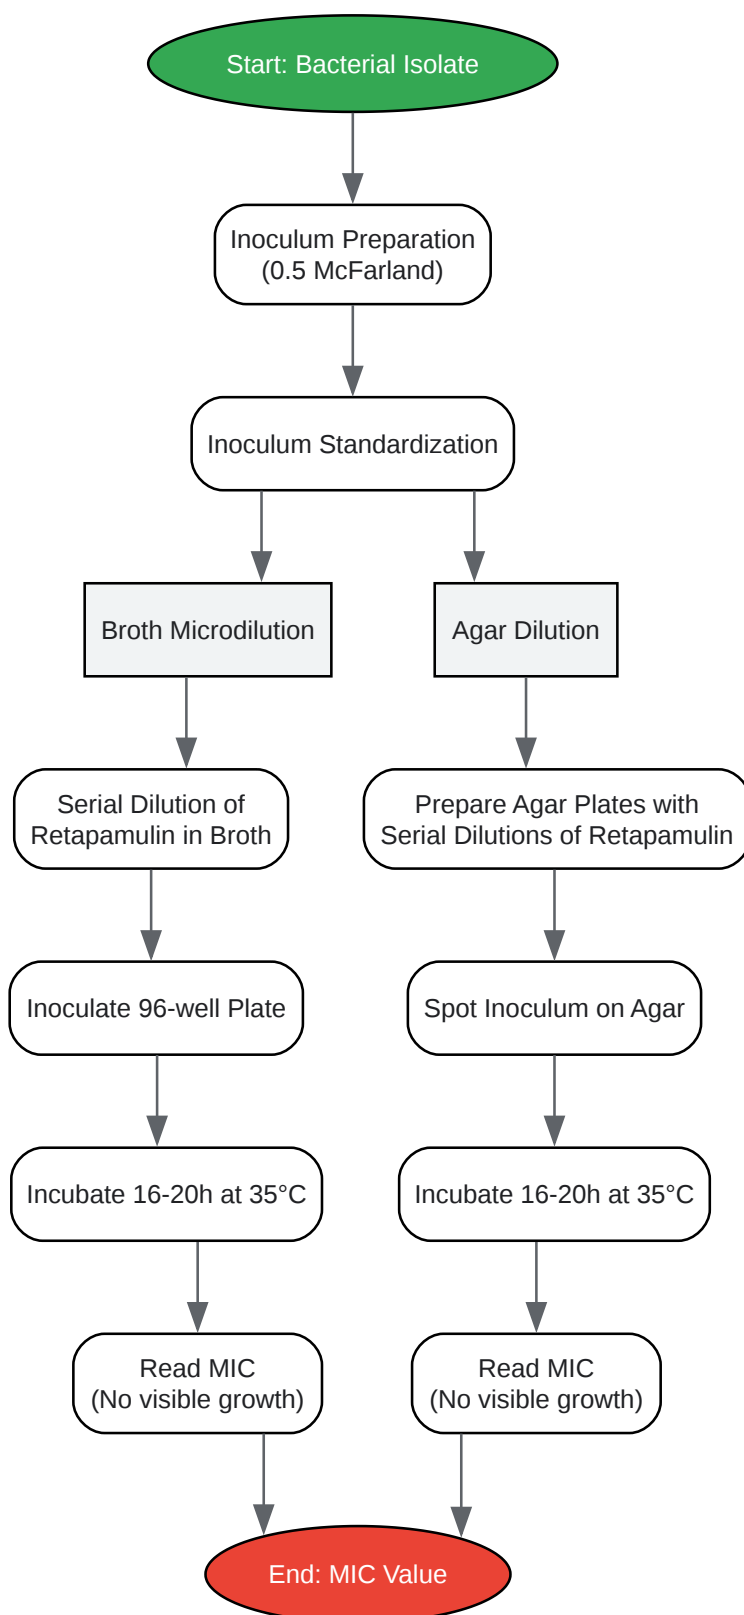 Start: Bacterial Isolate
Inoculum Preparation
(0.5 McFarland)
Inoculum Standardization
Broth Microdilution
Agar Dilution
Serial Dilution of
Retapamulin in Broth
Prepare Agar Plates with
Serial Dilutions of Retapamulin
Inoculate 96-well Plate
Spot Inoculum on Agar
Incubate 16-20h at 35°C
Incubate 16-20h at 35°C
Read MIC
(No visible growth)
Read MIC
(No visible growth)
End: MIC Value